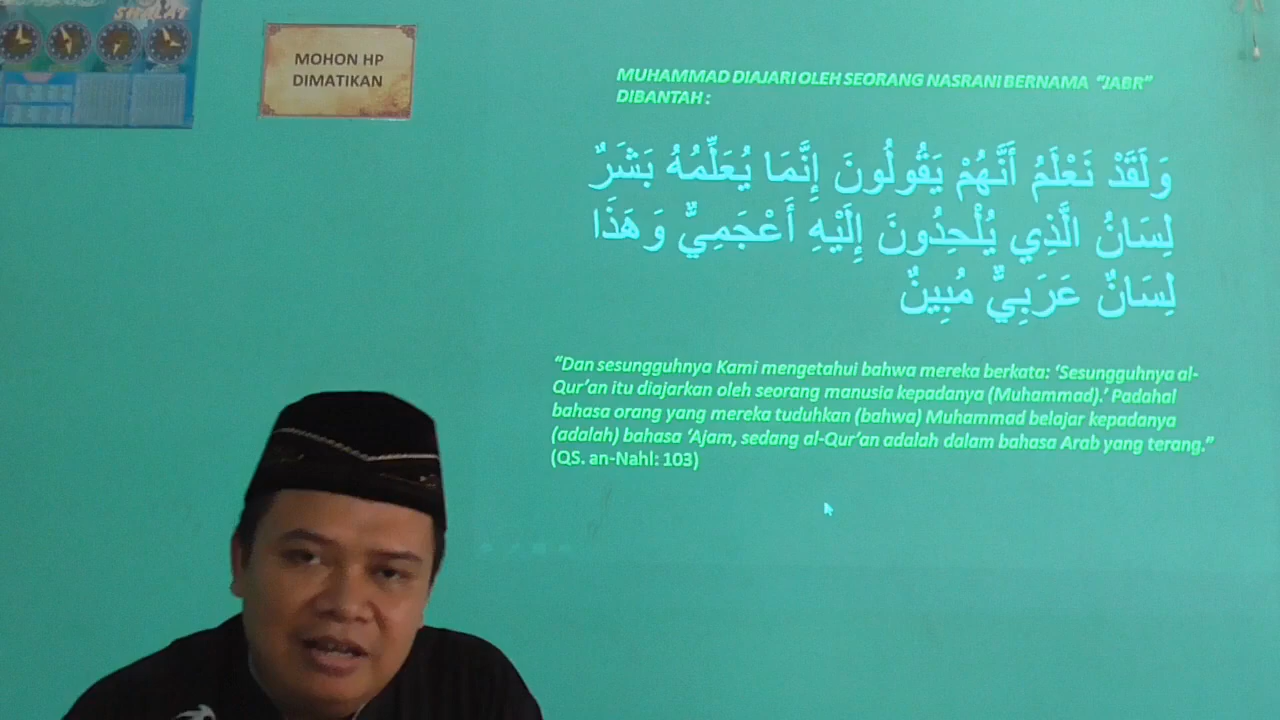 MOHON HP
DIMATIKAN
MUHAMMAD DIAJARI OLEH SEORANG NASRANI BERNAMA “JABR”
DIBANTAH :
وَلَقَدْ نَعْلَمُ أَنَّهُمْ يَقُولُونَ إِنَّمَا يُعَلِّمُهُ بَشَرٌ
لِسَانُ الَّذِي يُلْحِدُونَ إِلَيْهِ أَعْجَمِيٌّ وَهَذَا
لِسَانٌ عَرَبِيٌّ مُبِينٌ
“Dan sesungguhnya Kami mengetahui bahwa mereka berkata: ‘Sesungguhnya al-
Qur’an itu diajarkan oleh seorang manusia kepadanya (Muhammad).’ Padahal
bahasa orang yang mereka tuduhkan (bahwa) Muhammad belajar kepadanya
(adalah) bahasa ‘Ajam, sedang al-Qur’an adalah dalam bahasa Arab yang terang.”
(QS. an-Nahl: 103)